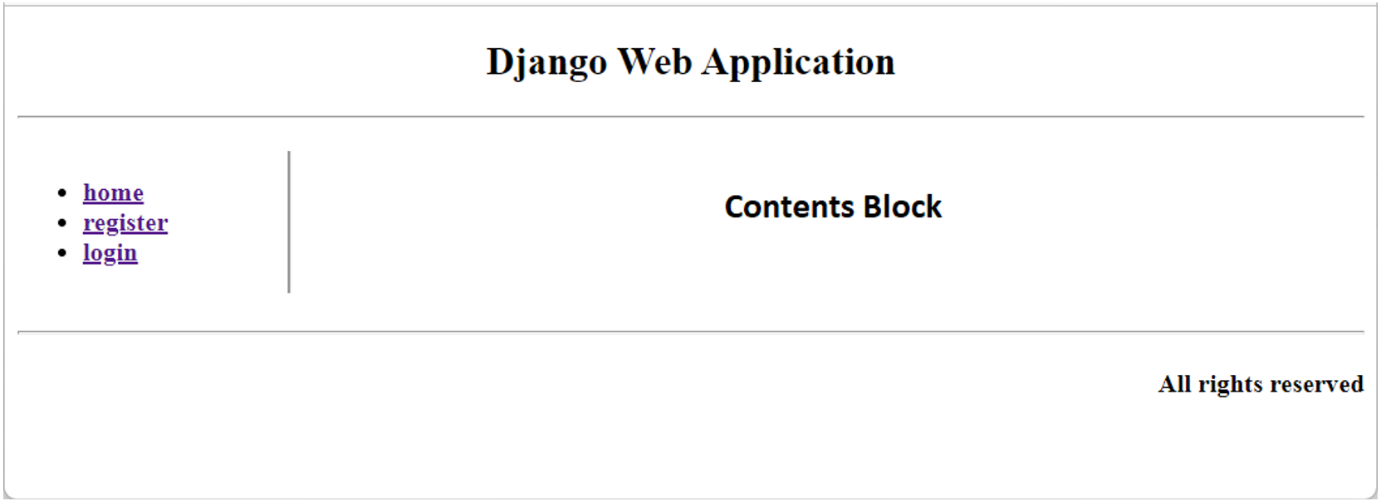 Django Web Application
home
register
login
Contents Block
All rights reserved